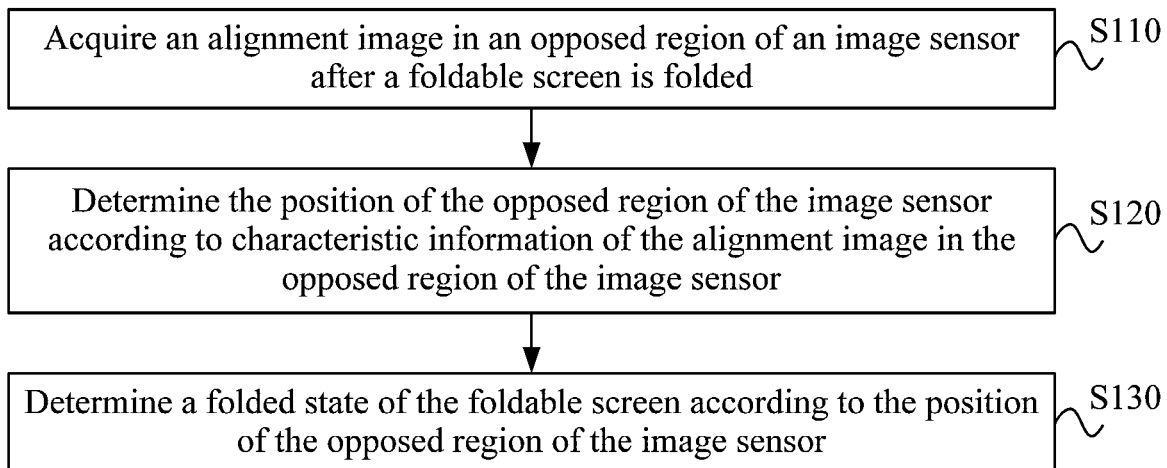 Acquire an alignment image in an opposed region of an image sensor
after a foldable screen is folded
S110
Determine the position of the opposed region of the image sensor
according to characteristic information of the alignment image in the
opposed region of the image sensor
S120
Determine a folded state of the foldable screen according to the position
of the opposed region of the image sensor
S130